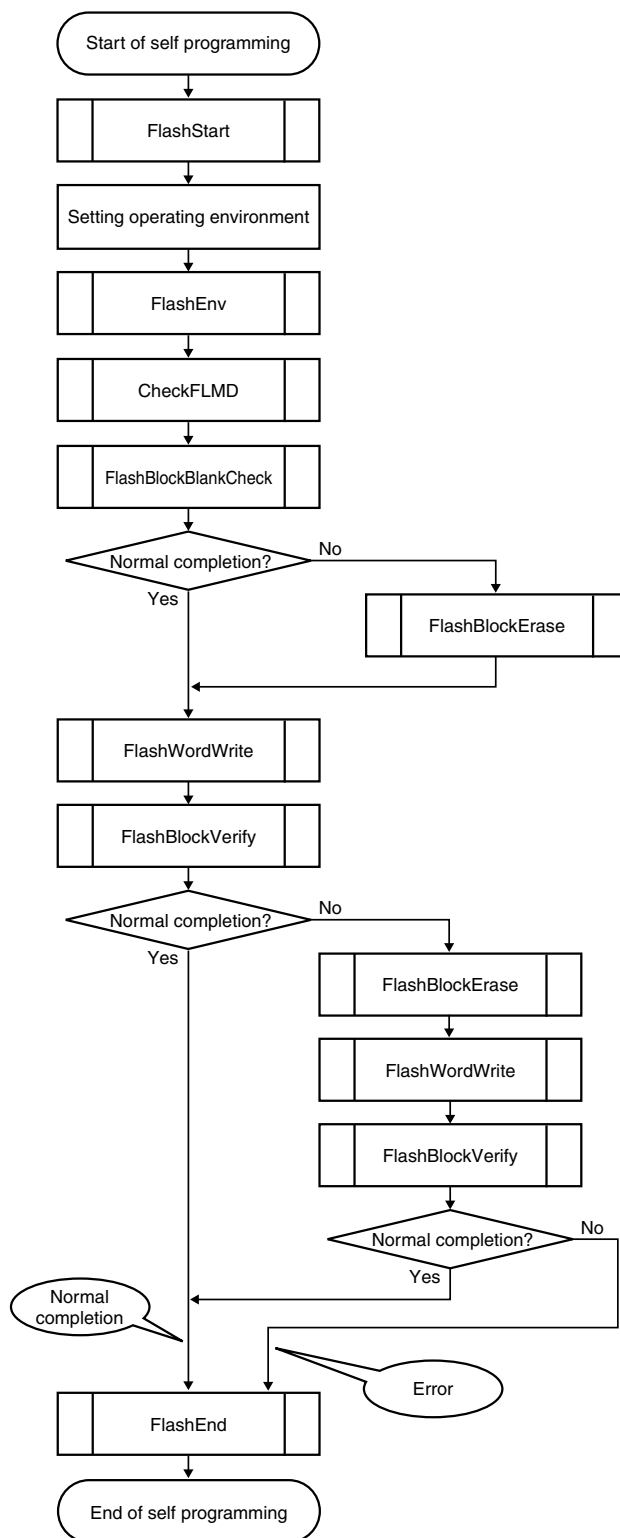 Start of self programming
FlashStart
Setting operating environment
FlashEnv
CheckFLMD
FlashBlockBlankCheck
Normal completion?
No
Yes
FlashBlockErase
FlashWordWrite
FlashBlockVerify
Normal completion?
No
Yes
FlashBlockErase
FlashWordWrite
FlashBlockVerify
Normal completion?
No
Yes
Normal
completion
Error
FlashEnd
End of self programming